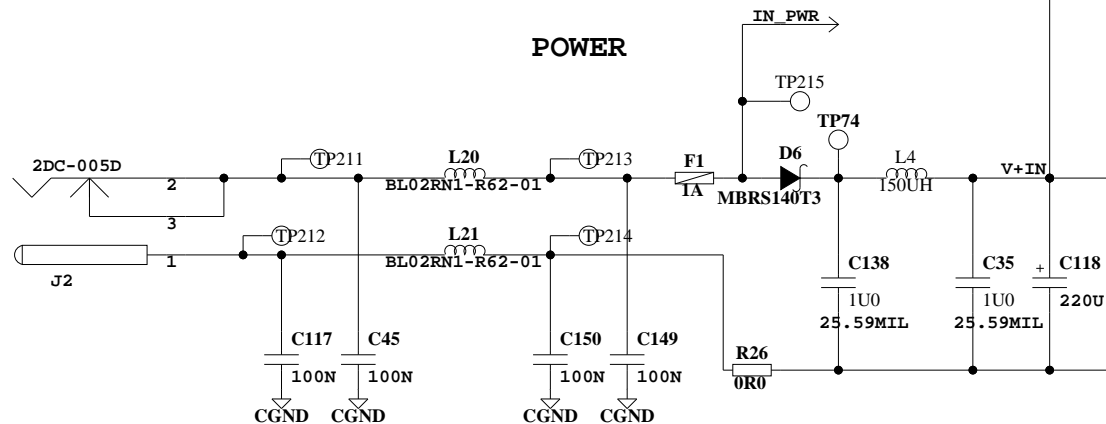 IN_PWR
POWER
TP215
TP74
2DC-005D
TP211
L20
TP213
F1
D6
L4
V+IN
2
BL02RN1-R62-01
1A
MBRS140T3
150UH
3
TP212
L21
TP214
1
BL02RN1-R62-01
J2
C138
C35
+
C118
1U0
1U0
220U
25.59MIL
25.59MIL
C117
C45
C150
C149
R26
100N
100N
100N
100N
0R0
CGND
CGND
CGND
CGND